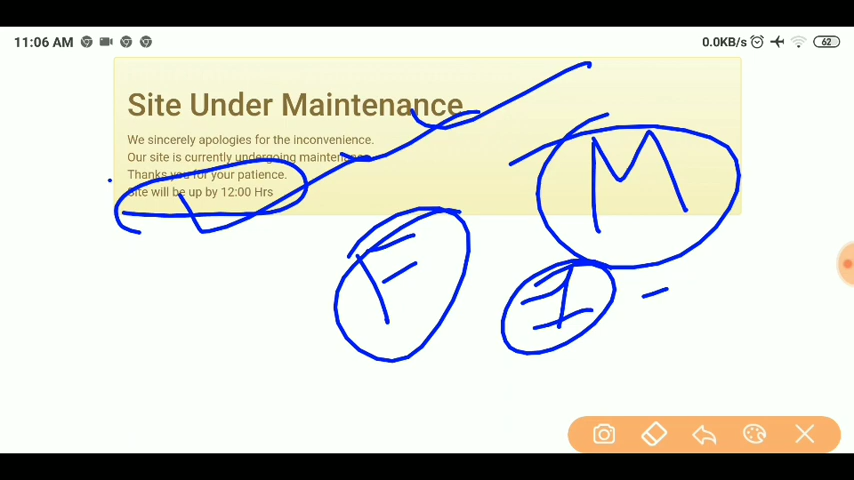 11:06 AM 0.0KB/s 62
Site Under Maintenance
We sincerely apologies for the inconvenience.
Our site is currently undergoing maintenance.
Thanks you for your patience.
Site will be up by 12:00 Hrs
M
F
I